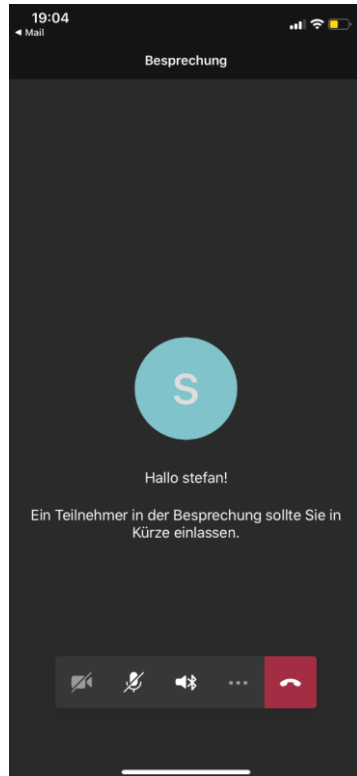 19:04
◀ Mail
Besprechung
S
Hallo stefan!
Ein Teilnehmer in der Besprechung sollte Sie in
Kürze einlassen.